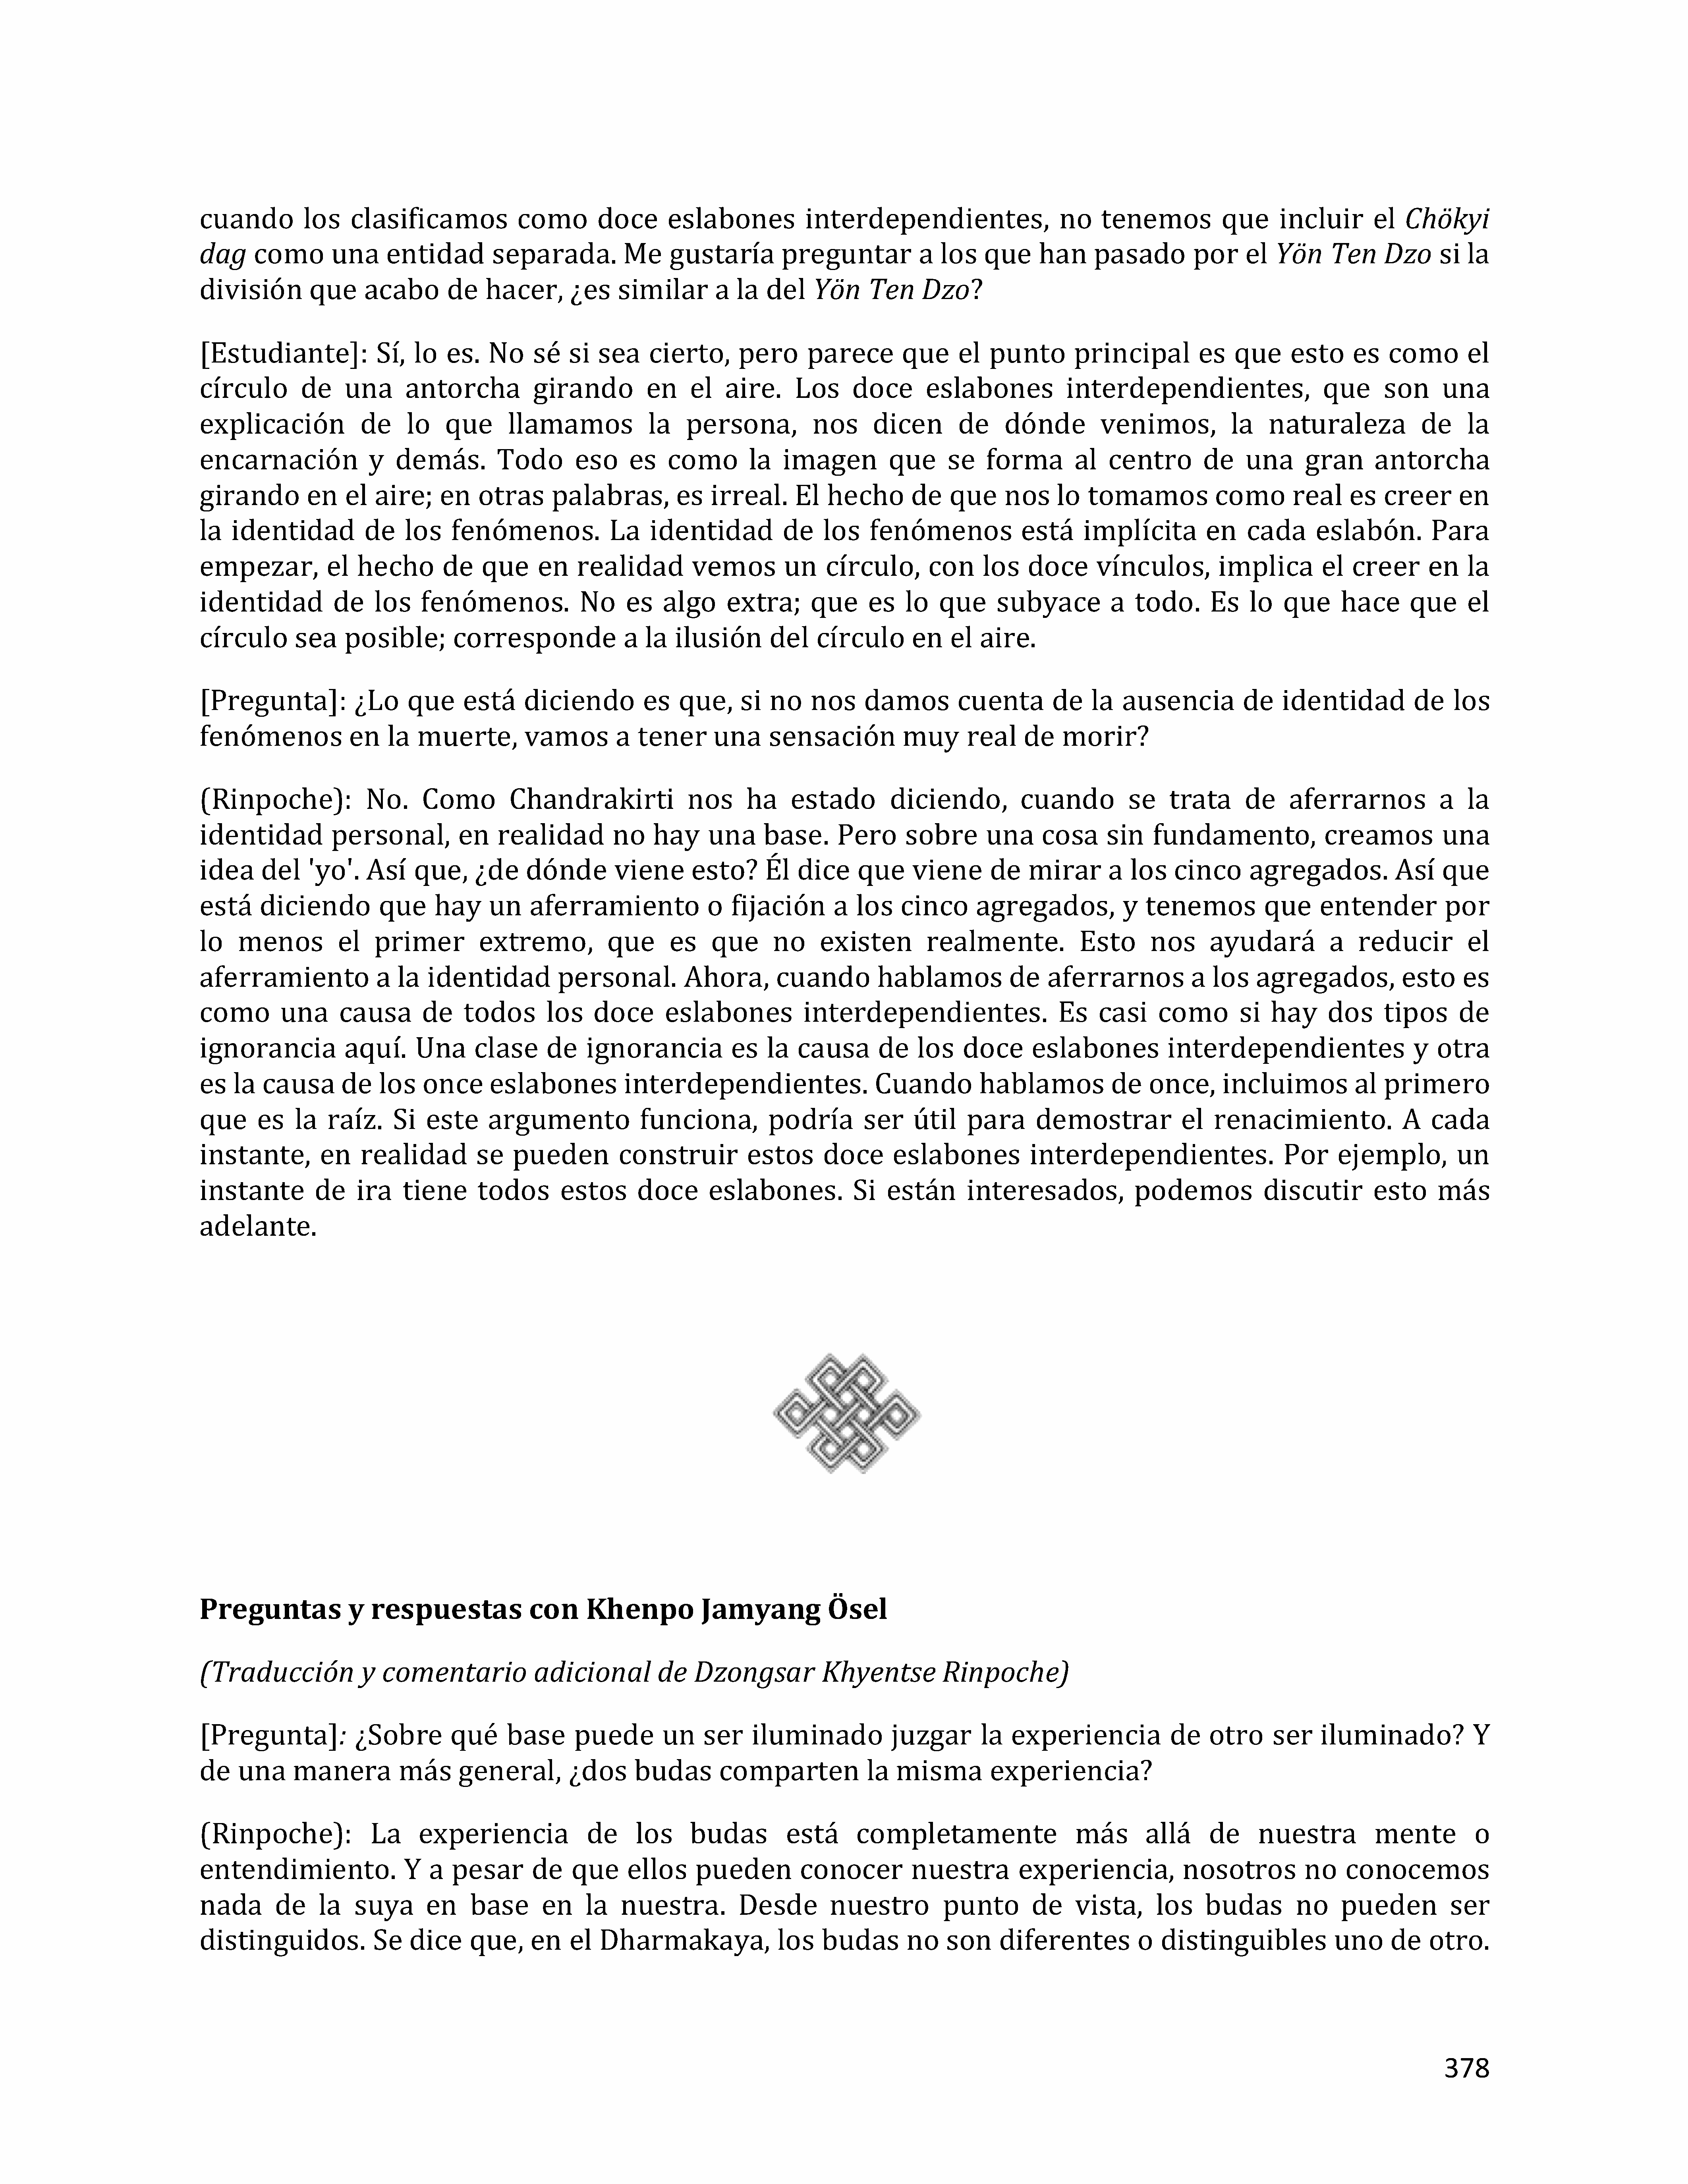 cuando los clasificamos como doce eslabones interdependientes, no tenemos que incluir el Chökyi
dag como una entidad separada. Me gustaría preguntar a los que han pasado por el Yön Ten Dzo si la
división que acabo de hacer, ¿es similar a la del Yön Ten Dzo?
[Estudiante]: Sí, lo es. No sé si sea cierto, pero parece que el punto principal es que esto es como el
círculo de una antorcha girando en el aire. Los doce eslabones interdependientes, que son una
explicación de lo que llamamos la persona, nos dicen de dónde venimos, la naturaleza de la
encarnación y demás. Todo eso es como la imagen que se forma al centro de una gran antorcha
girando en el aire; en otras palabras, es irreal. El hecho de que nos lo tomamos como real es creer en
la identidad de los fenómenos. La identidad de los fenómenos está implícita en cada eslabón. Para
empezar, el hecho de que en realidad vemos un círculo, con los doce vínculos, implica el creer en la
identidad de los fenómenos. No es algo extra; que es lo que subyace a todo. Es lo que hace que el
círculo sea posible; corresponde a la ilusión del círculo en el aire.
[Pregunta]: ¿Lo que está diciendo es que, si no nos damos cuenta de la ausencia de identidad de los
fenómenos en la muerte, vamos a tener una sensación muy real de morir?
(Rinpoche): No. Como Chandrakirti nos ha estado diciendo, cuando se trata de aferrarnos a la
identidad personal, en realidad no hay una base. Pero sobre una cosa sin fundamento, creamos una
idea del 'yo'. Así que, ¿de dónde viene esto? Él dice que viene de mirar a los cinco agregados. Así que
está diciendo que hay un aferramiento o fijación a los cinco agregados, y tenemos que entender por
lo menos el primer extremo, que es que no existen realmente. Esto nos ayudará a reducir el
aferramiento a la identidad personal. Ahora, cuando hablamos de aferrarnos a los agregados, esto es
como una causa de todos los doce eslabones interdependientes. Es casi como si hay dos tipos de
ignorancia aquí. Una clase de ignorancia es la causa de los doce eslabones interdependientes y otra
es la causa de los once eslabones interdependientes. Cuando hablamos de once, incluimos al primero
que es la raíz. Si este argumento funciona, podría ser útil para demostrar el renacimiento. A cada
instante, en realidad se pueden construir estos doce eslabones interdependientes. Por ejemplo, un
instante de ira tiene todos estos doce eslabones. Si están interesados, podemos discutir esto más
adelante.
Preguntas y respuestas con Khenpo Jamyang Ösel
(Traducción y comentario adicional de Dzongsar Khyentse Rinpoche)
[Pregunta]: ¿Sobre qué base puede un ser iluminado juzgar la experiencia de otro ser iluminado? Y
de una manera más general, ¿dos budas comparten la misma experiencia?
(Rinpoche): La experiencia de los budas está completamente más allá de nuestra mente o
entendimiento. Y a pesar de que ellos pueden conocer nuestra experiencia, nosotros no conocemos
nada de la suya en base en la nuestra. Desde nuestro punto de vista, los budas no pueden ser
distinguidos. Se dice que, en el Dharmakaya, los budas no son diferentes o distinguibles uno de otro.
378